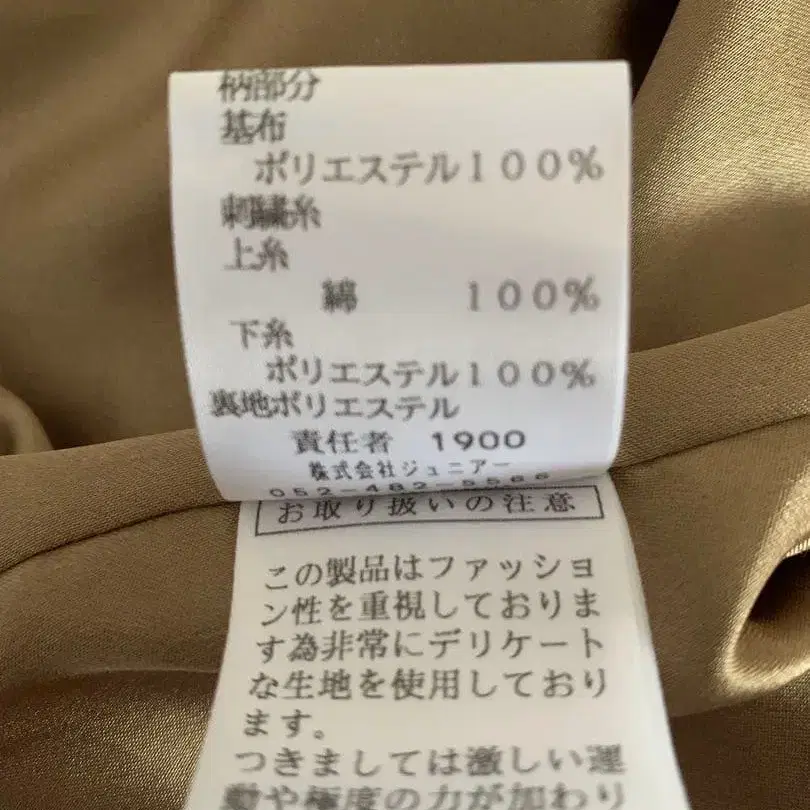 柄部分
基布
ポリエステル100%
刺繍糸
上糸
綿 100%
下糸
ポリエステル100%
裏地ポリエステル
責任者 1900
株式会社ジュニアー
052-482-5566
お取り扱いの注意
この製品はファッショ
ン性を重視しておりま
す為非常にデリケート
な生地を使用しており
ます。
つきましては激しい運
動や極度の力が加わり